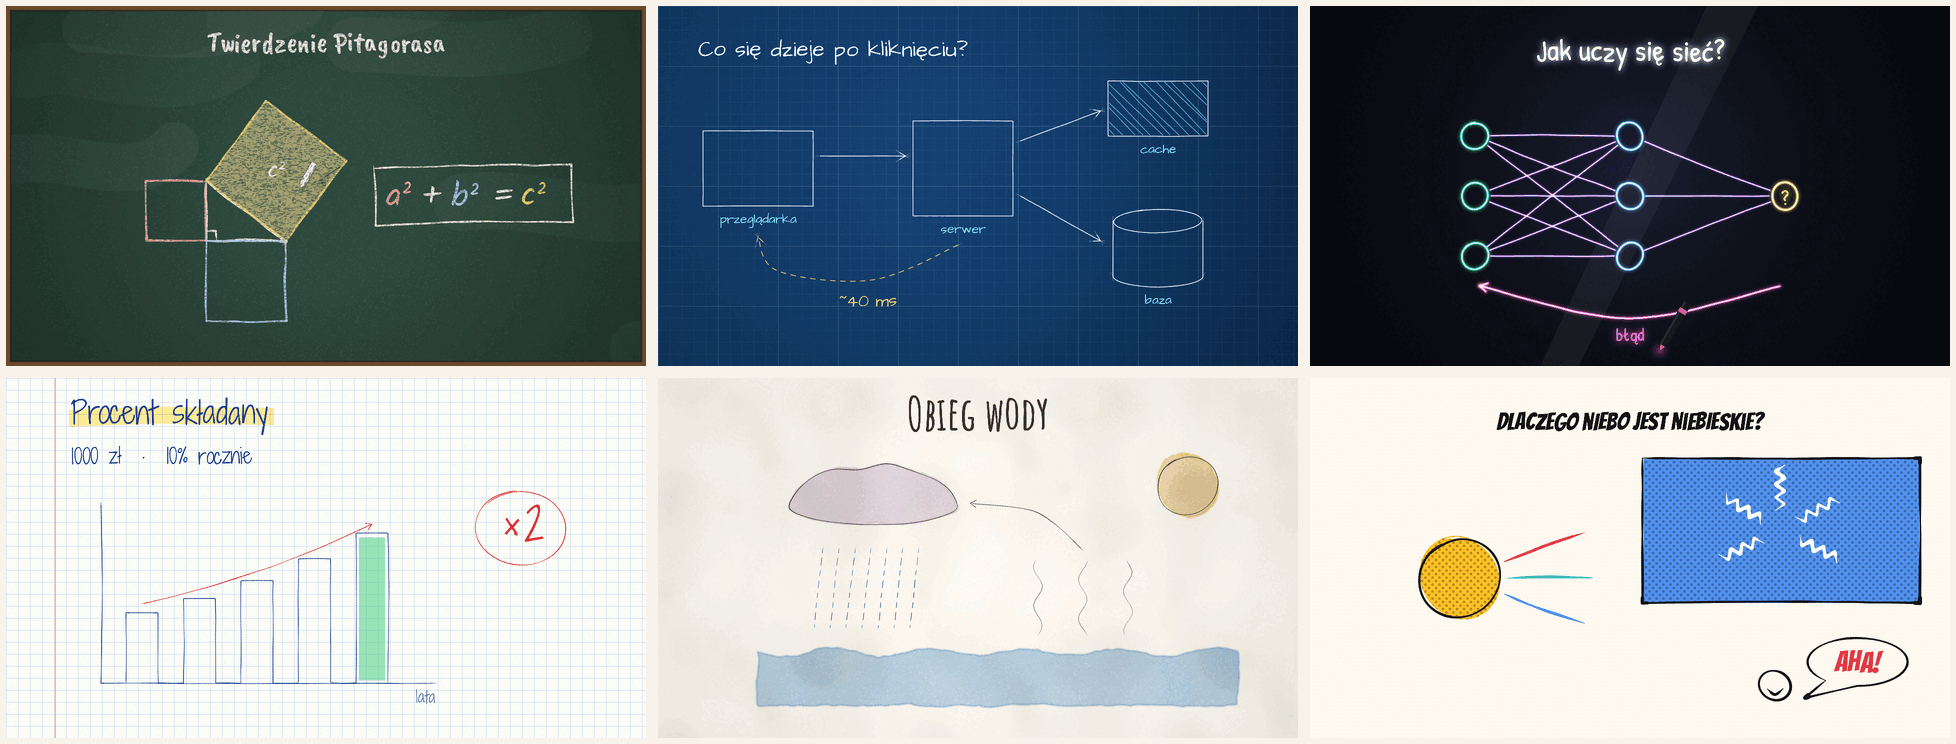 Twierdzenie Pitagorasa
c²
a² + b² = c²
Co się dzieje po kliknięciu?
cache
przeglądarka
serwer
~40 ms
baza
Jak uczy się sieć?
?
błąd
Procent składany
1000 zł · 10% rocznie
×2
lata
OBIEG WODY
DLACZEGO NIEBO JEST NIEBIESKIE?
AHA!